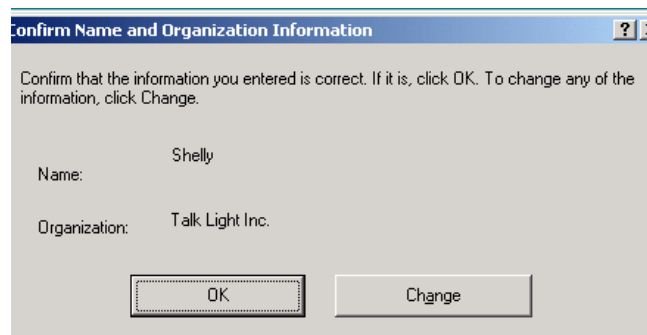 Confirm Name and Organization Information
Confirm that the information you entered is correct. If it is, click OK. To change any of the
information, click Change.
Name: Shelly
Organization: Talk Light Inc.
OK Change